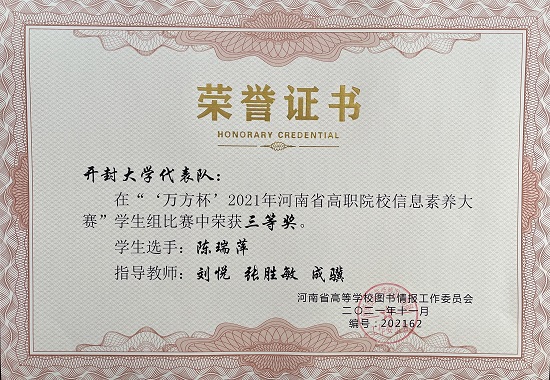 荣誉证书
HONORARY CREDENTIAL
开封大学代表队：
在“‘万方杯’2021年河南省高职院校信息素养大
赛”学生组比赛中荣获三等奖。
学生选手：陈瑞萍
指导教师：刘悦 张胜敏 成骥
河南省高等学校图书情报工作委员会
二〇二一年十一月
编号：202162